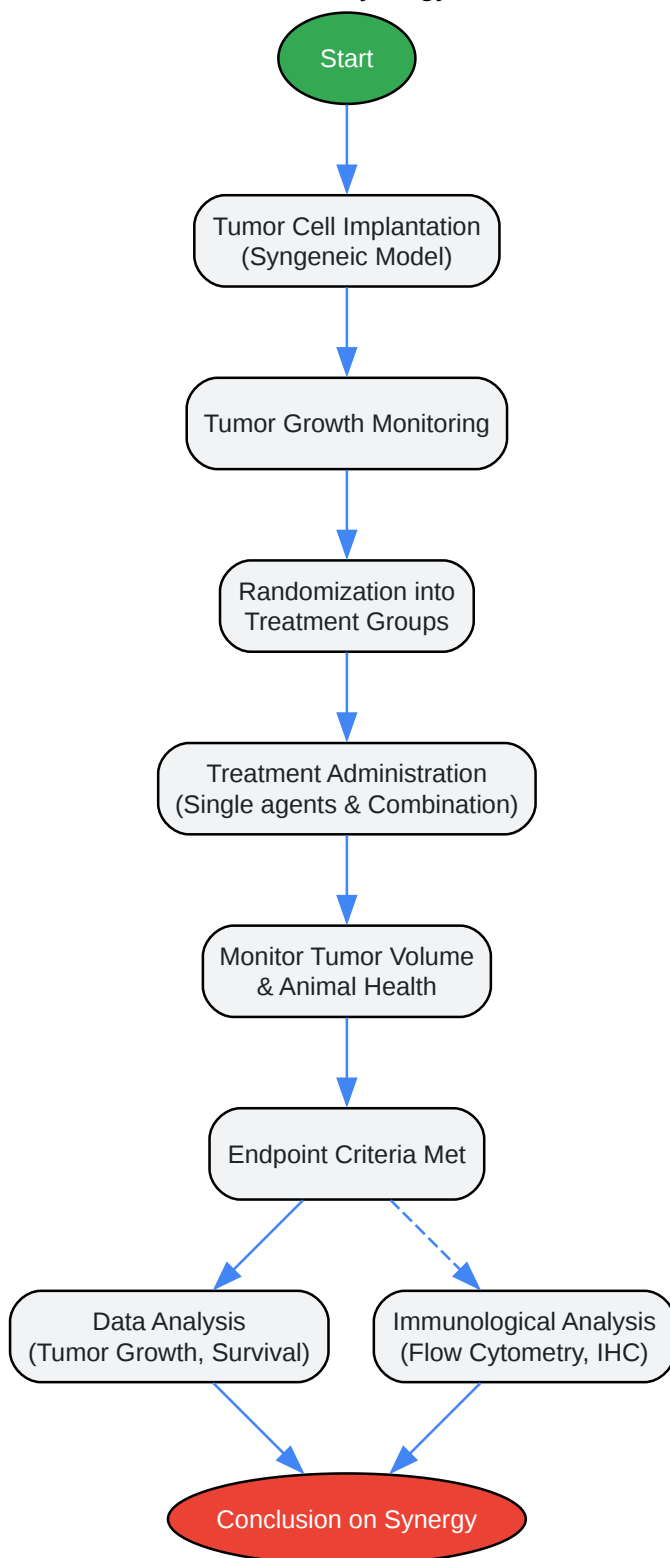 Start
Tumor Cell Implantation
(Syngeneic Model)
Tumor Growth Monitoring
Randomization into
Treatment Groups
Treatment Administration
(Single agents & Combination)
Monitor Tumor Volume
& Animal Health
Endpoint Criteria Met
Data Analysis
(Tumor Growth, Survival)
Immunological Analysis
(Flow Cytometry, IHC)
Conclusion on Synergy